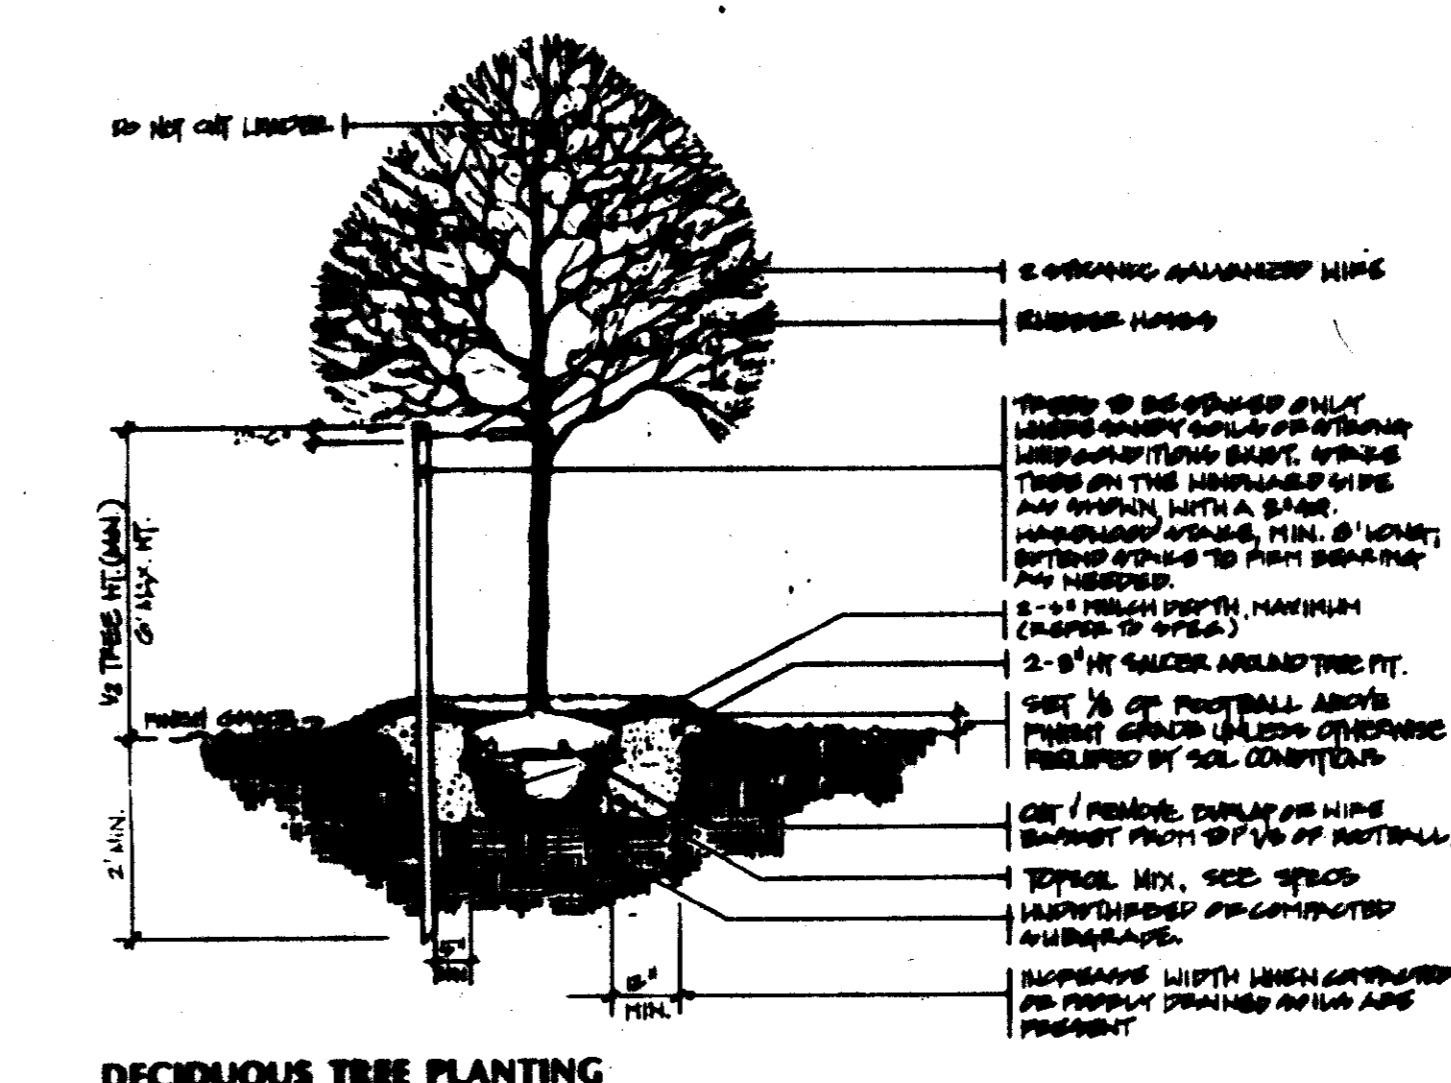 DO NOT CUT LEADER
2 STRANDS GALVANIZED WIRE
RUBBER HOSES
TREES TO BE STAKED ONLY
WHERE SANDY SOILS OR STRONG
WIND CONDITIONS EXIST. STAKE
TREE ON THE WINDWARD SIDE
AS SHOWN, WITH A 2" SQ.
HARDWOOD STAKE, MIN. 8' LONG;
EXTEND STAKE TO FIRM BEARING
AS NEEDED.
MULCH DEPTH, MAXIMUM
(REFER TO SPEC)
2-3" HT SAUCER AROUND TREE PIT.
SET 1/8 OF ROOTBALL ABOVE
FINISH GRADE UNLESS OTHERWISE
REQUIRED BY SOIL CONDITIONS
CUT / REMOVE BURLAP OR WIRE
BASKET FROM TOP 1/3 OF ROOTBALL.
TOPSOIL MIX. SEE SPECS
UNDISTURBED OR COMPACTED
SUBGRADE.
INCREASE WIDTH WHEN COMPACTED
OR POORLY DRAINED SOILS ARE
PRESENT
1/2 TREE HT. (MIN.)
6' MAX. HT.
FINISH GRADE
2' MIN.
MIN
12"
MIN.
DECIDUOUS TREE PLANTING